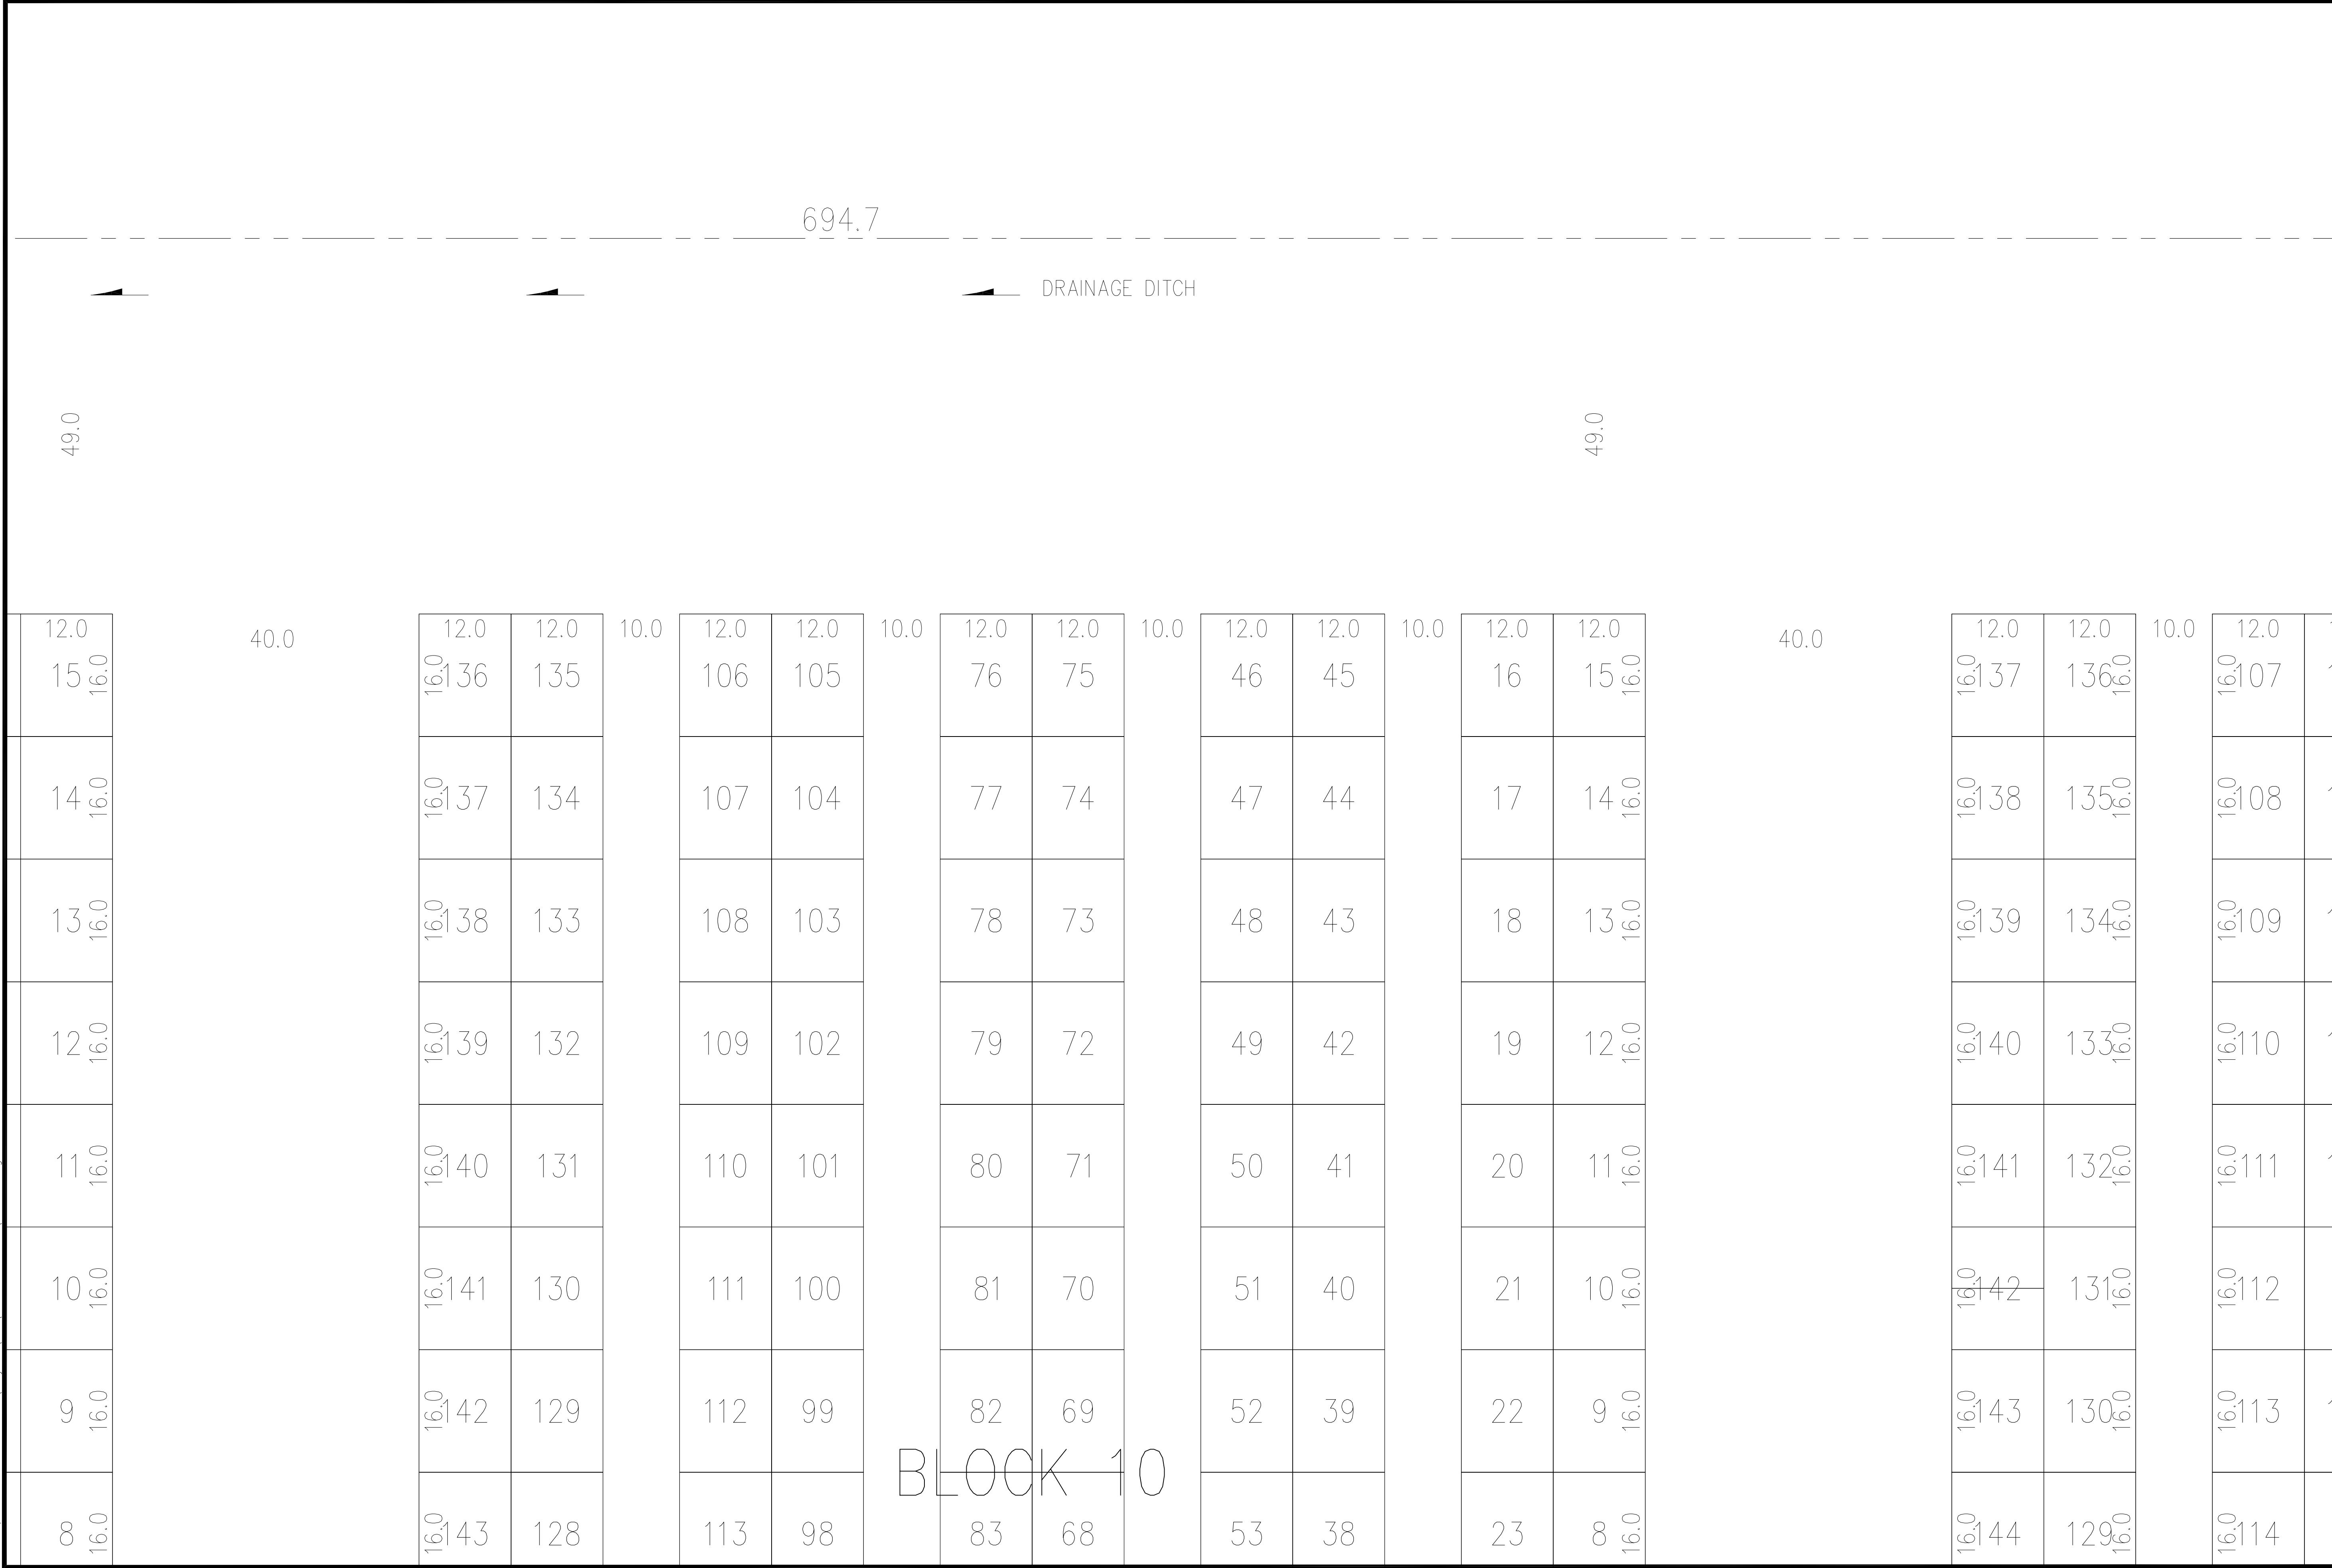 694.7
DRAINAGE DITCH
49.0 49.0
12.0 40.0 12.0 12.0 10.0 12.0 12.0 10.0 12.0 12.0 10.0 12.0 12.0 10.0 12.0 12.0 40.0 12.0 12.0 10.0 12.0
15 16.0 16.0 136 135 106 105 76 75 46 45 16 15 16.0 16.0 137 136 16.0 16.0 107
14 16.0 16.0 137 134 107 104 77 74 47 44 17 14 16.0 16.0 138 135 16.0 16.0 108
13 16.0 16.0 138 133 108 103 78 73 48 43 18 13 16.0 16.0 139 134 16.0 16.0 109
12 16.0 16.0 139 132 109 102 79 72 49 42 19 12 16.0 16.0 140 133 16.0 16.0 110
11 16.0 16.0 140 131 110 101 80 71 50 41 20 11 16.0 16.0 141 132 16.0 16.0 111
10 16.0 16.0 141 130 111 100 81 70 51 40 21 10 16.0 16.0 142 131 16.0 16.0 112
9 16.0 16.0 142 129 112 99 82 69 52 39 22 9 16.0 16.0 143 130 16.0 16.0 113
BLOCK 10
8 16.0 16.0 143 128 113 98 83 68 53 38 23 8 16.0 16.0 144 129 16.0 16.0 114